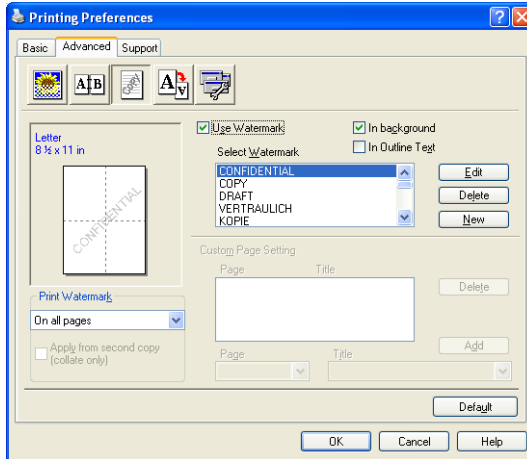 Printing Preferences
Basic Advanced Support
A B
A A
Letter
8 ½ x 11 in
CONFIDENTIAL
Print Watermark
On all pages
Apply from second copy
(collate only)
Use Watermark
In background
In Outline Text
Select Watermark
CONFIDENTIAL
COPY
DRAFT
VERTRAULICH
KOPIE
Edit
Delete
New
Custom Page Setting
Page Title
Delete
Add
Page Title
Default
OK Cancel Help